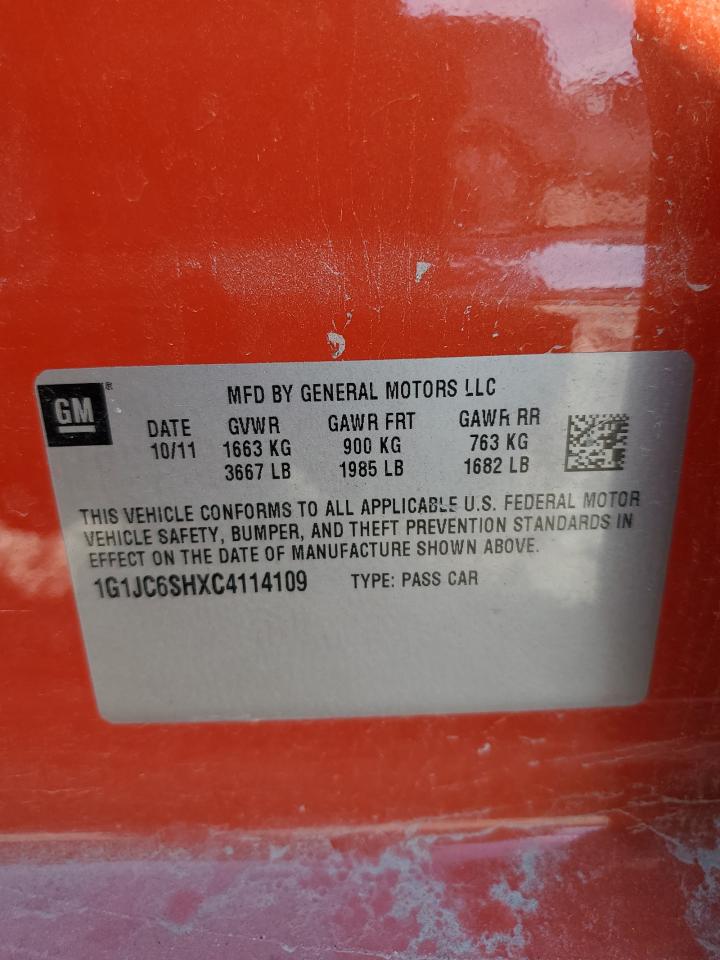 GM ®
MFD BY GENERAL MOTORS LLC
DATE GVWR GAWR FRT GAWR RR
10/11 1663 KG 900 KG 763 KG
3667 LB 1985 LB 1682 LB
THIS VEHICLE CONFORMS TO ALL APPLICABLE U.S. FEDERAL MOTOR
VEHICLE SAFETY, BUMPER, AND THEFT PREVENTION STANDARDS IN
EFFECT ON THE DATE OF MANUFACTURE SHOWN ABOVE.
1G1JC6SHXC4114109 TYPE: PASS CAR